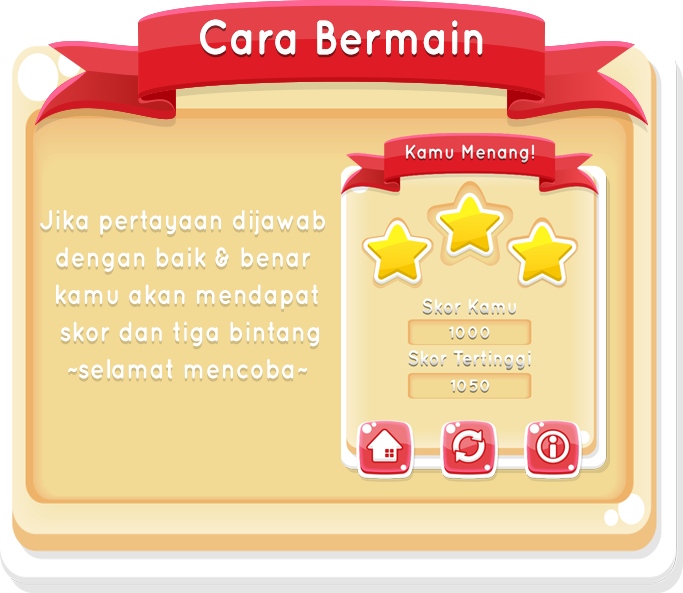 Cara Bermain
Kamu Menang!
Jika pertayaan dijawab
dengan baik & benar
kamu akan mendapat
skor dan tiga bintang
~selamat mencoba~
Skor Kamu
1000
Skor Tertinggi
1050